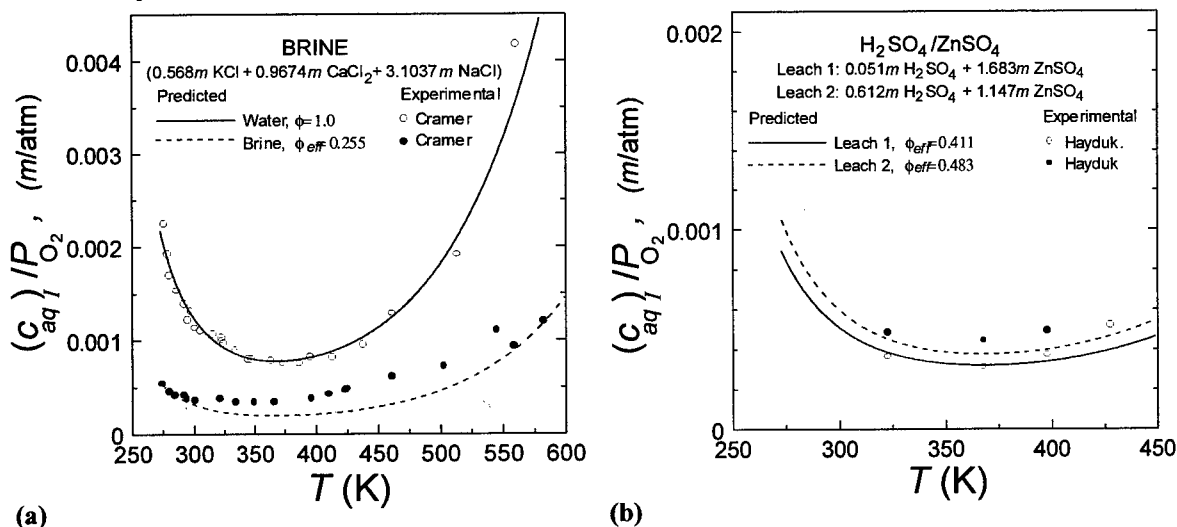 BRINE
(0.568m KCl + 0.9674m CaCl2 + 3.1037m NaCl)
Predicted Experimental
Water, ϕ=1.0 Cramer
Brine, ϕeff=0.255 Cramer
(caq)I/PO2, (m/atm)
0.004
0.003
0.002
0.001
0
250 300 350 400 450 500 550 600
T (K)
(a)
H2SO4/ZnSO4
Leach 1: 0.051m H2SO4 + 1.683m ZnSO4
Leach 2: 0.612m H2SO4 + 1.147m ZnSO4
Predicted Experimental
Leach 1, ϕeff=0.411 Hayduk.
Leach 2, ϕeff=0.483 Hayduk
(caq)I/PO2, (m/atm)
0.002
0.001
0
250 300 350 400 450
T (K)
(b)